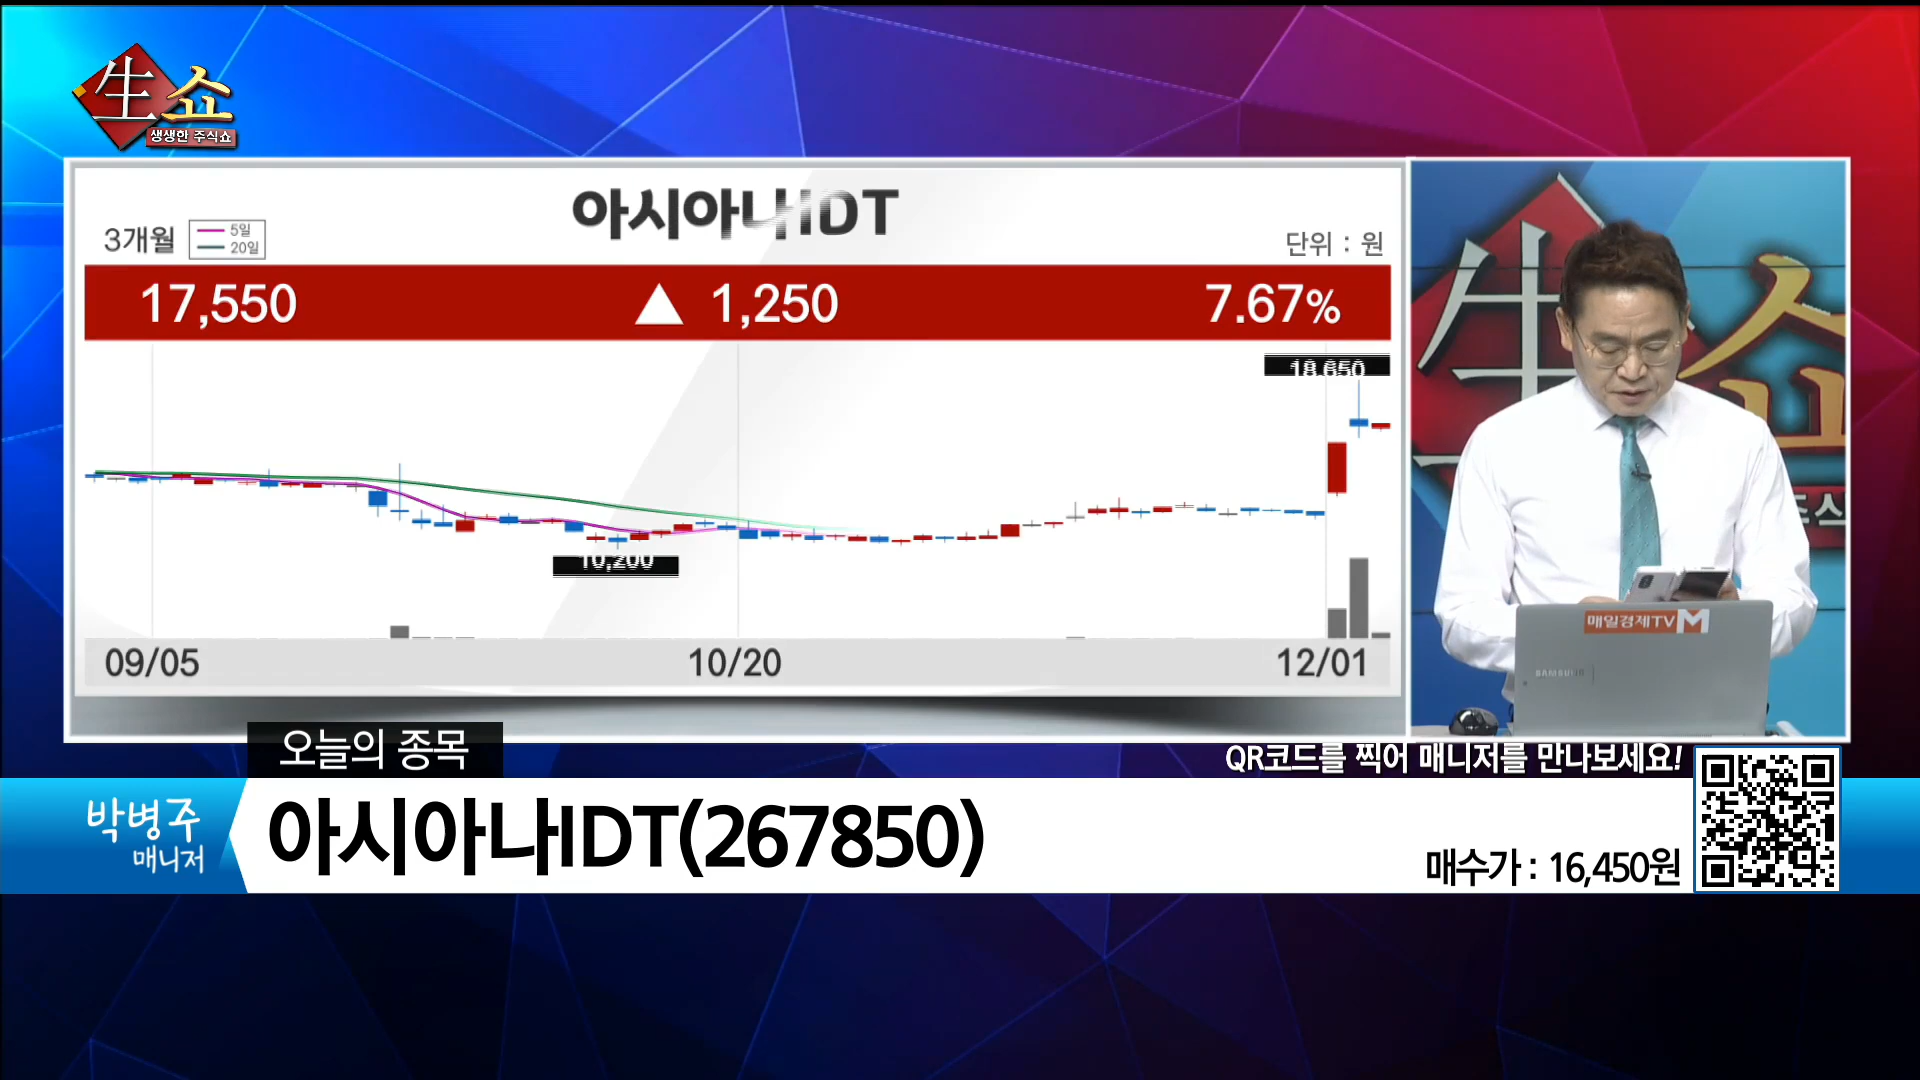 生쇼
생생한 주식쇼
아시아나IDT
3개월
5일
20일
단위 : 원
17,550 ▲ 1,250 7.67%
18,650
10,200
09/05 10/20 12/01
매일경제TV M
SAMSUNG
오늘의 종목
QR코드를 찍어 매니저를 만나보세요!
박병주
매니저
아시아나IDT(267850)
매수가 : 16,450원